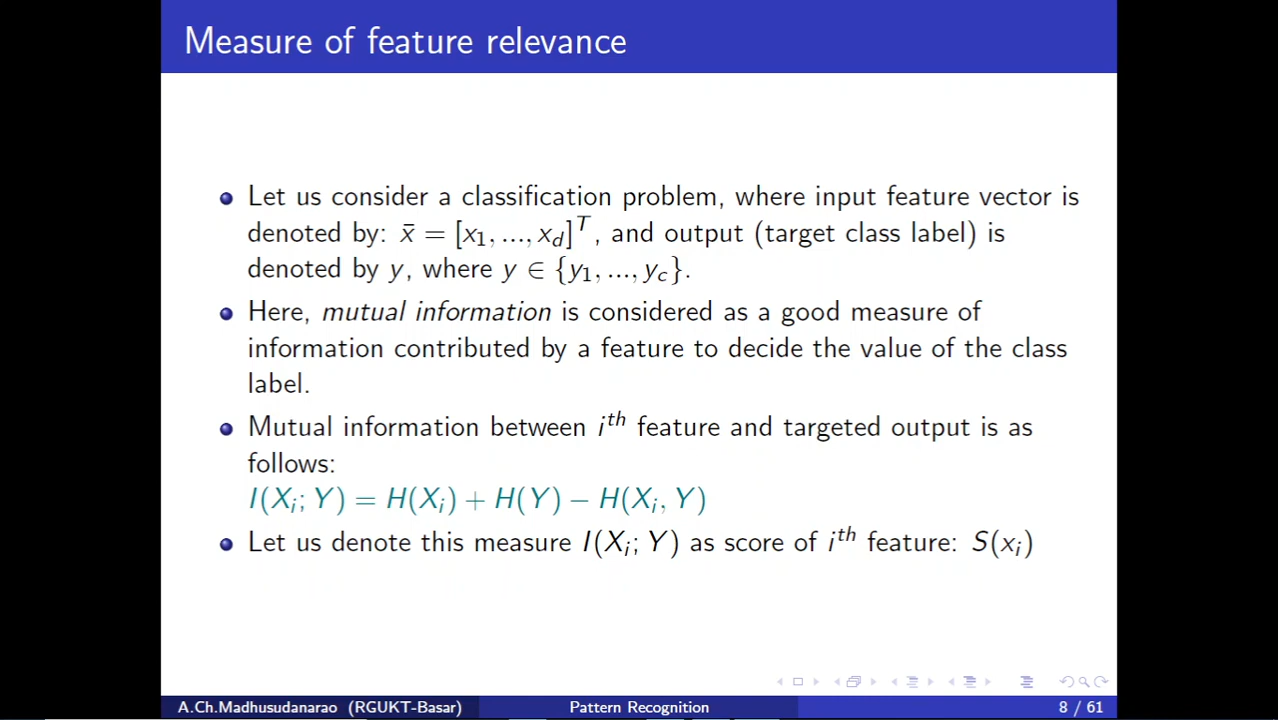 Measure of feature relevance
Let us consider a classification problem, where input feature vector is
denoted by: x̄ = [x₁, ..., x_d]ᵀ, and output (target class label) is
denoted by y, where y ∈ {y₁, ..., y_c}.
Here, mutual information is considered as a good measure of
information contributed by a feature to decide the value of the class
label.
Mutual information between iᵗʰ feature and targeted output is as
follows:
I(Xᵢ; Y) = H(Xᵢ) + H(Y) − H(Xᵢ, Y)
Let us denote this measure I(Xᵢ; Y) as score of iᵗʰ feature: S(xᵢ)
A.Ch.Madhusudanarao (RGUKT-Basar) Pattern Recognition 8 / 61